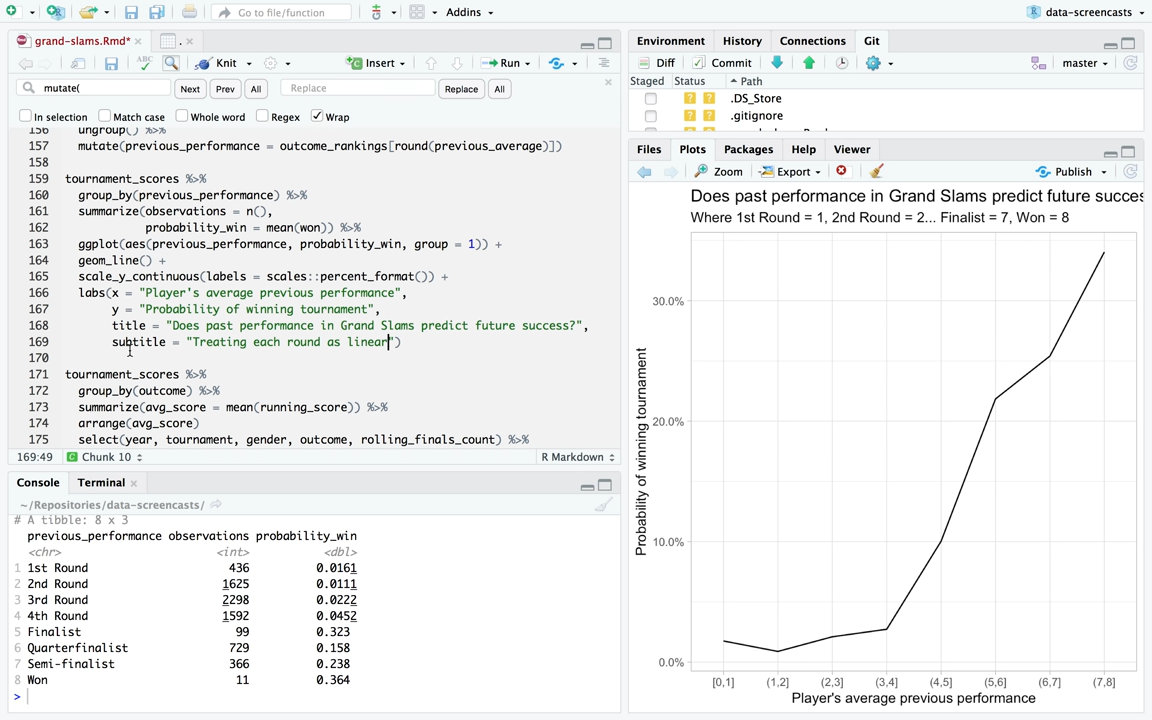 Go to file/function
Addins
data-screencasts
grand-slams.Rmd*
.
Environment
History
Connections
Git
ABC
Knit
Insert
Run
Diff
Commit
master
mutate(
Next
Prev
All
Replace
Replace
All
In selection
Match case
Whole word
Regex
Wrap
Staged
Status
Path
.DS_Store
.gitignore
156 ungroup() %>%
157 mutate(previous_performance = outcome_rankings[round(previous_average)])
158
159 tournament_scores %>%
160 group_by(previous_performance) %>%
161 summarize(observations = n(),
162 probability_win = mean(won)) %>%
163 ggplot(aes(previous_performance, probability_win, group = 1)) +
164 geom_line() +
165 scale_y_continuous(labels = scales::percent_format()) +
166 labs(x = "Player's average previous performance",
167 y = "Probability of winning tournament",
168 title = "Does past performance in Grand Slams predict future success?",
169 subtitle = "Treating each round as linear")
170
171 tournament_scores %>%
172 group_by(outcome) %>%
173 summarize(avg_score = mean(running_score)) %>%
174 arrange(avg_score)
175 select(year, tournament, gender, outcome, rolling_finals_count) %>%
169:49
Chunk 10
R Markdown
Files
Plots
Packages
Help
Viewer
Zoom
Export
Publish
Does past performance in Grand Slams predict future succes
Where 1st Round = 1, 2nd Round = 2... Finalist = 7, Won = 8
30.0%
20.0%
10.0%
0.0%
Probability of winning tournament
[0,1]
(1,2]
(2,3]
(3,4]
(4,5]
(5,6]
(6,7]
(7,8]
Player's average previous performance
Console
Terminal
~/Repositories/data-screencasts/
# A tibble: 8 x 3
previous_performance observations probability_win
<chr> <int> <dbl>
1 1st Round 436 0.0161
2 2nd Round 1625 0.0111
3 3rd Round 2298 0.0222
4 4th Round 1592 0.0452
5 Finalist 99 0.323
6 Quarterfinalist 729 0.158
7 Semi-finalist 366 0.238
8 Won 11 0.364
>